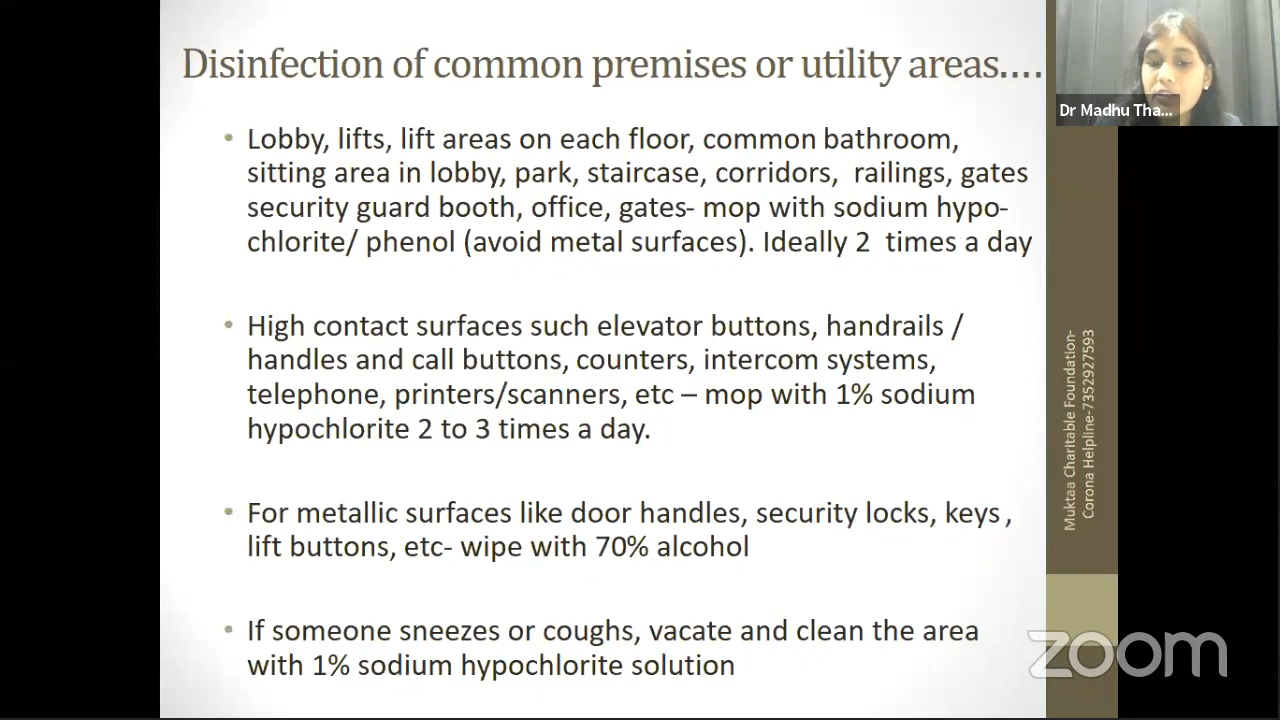 Disinfection of common premises or utility areas....
• Lobby, lifts, lift areas on each floor, common bathroom,
sitting area in lobby, park, staircase, corridors,  railings, gates
security guard booth, office, gates- mop with sodium hypo-
chlorite/ phenol (avoid metal surfaces). Ideally 2  times a day
• High contact surfaces such elevator buttons, handrails /
handles and call buttons, counters, intercom systems,
telephone, printers/scanners, etc – mop with 1% sodium
hypochlorite 2 to 3 times a day.
• For metallic surfaces like door handles, security locks, keys ,
lift buttons, etc- wipe with 70% alcohol
• If someone sneezes or coughs, vacate and clean the area
with 1% sodium hypochlorite solution
Dr Madhu Tha...
Muktaa Charitable Foundation-
Corona Helpline-7352927593
zoom